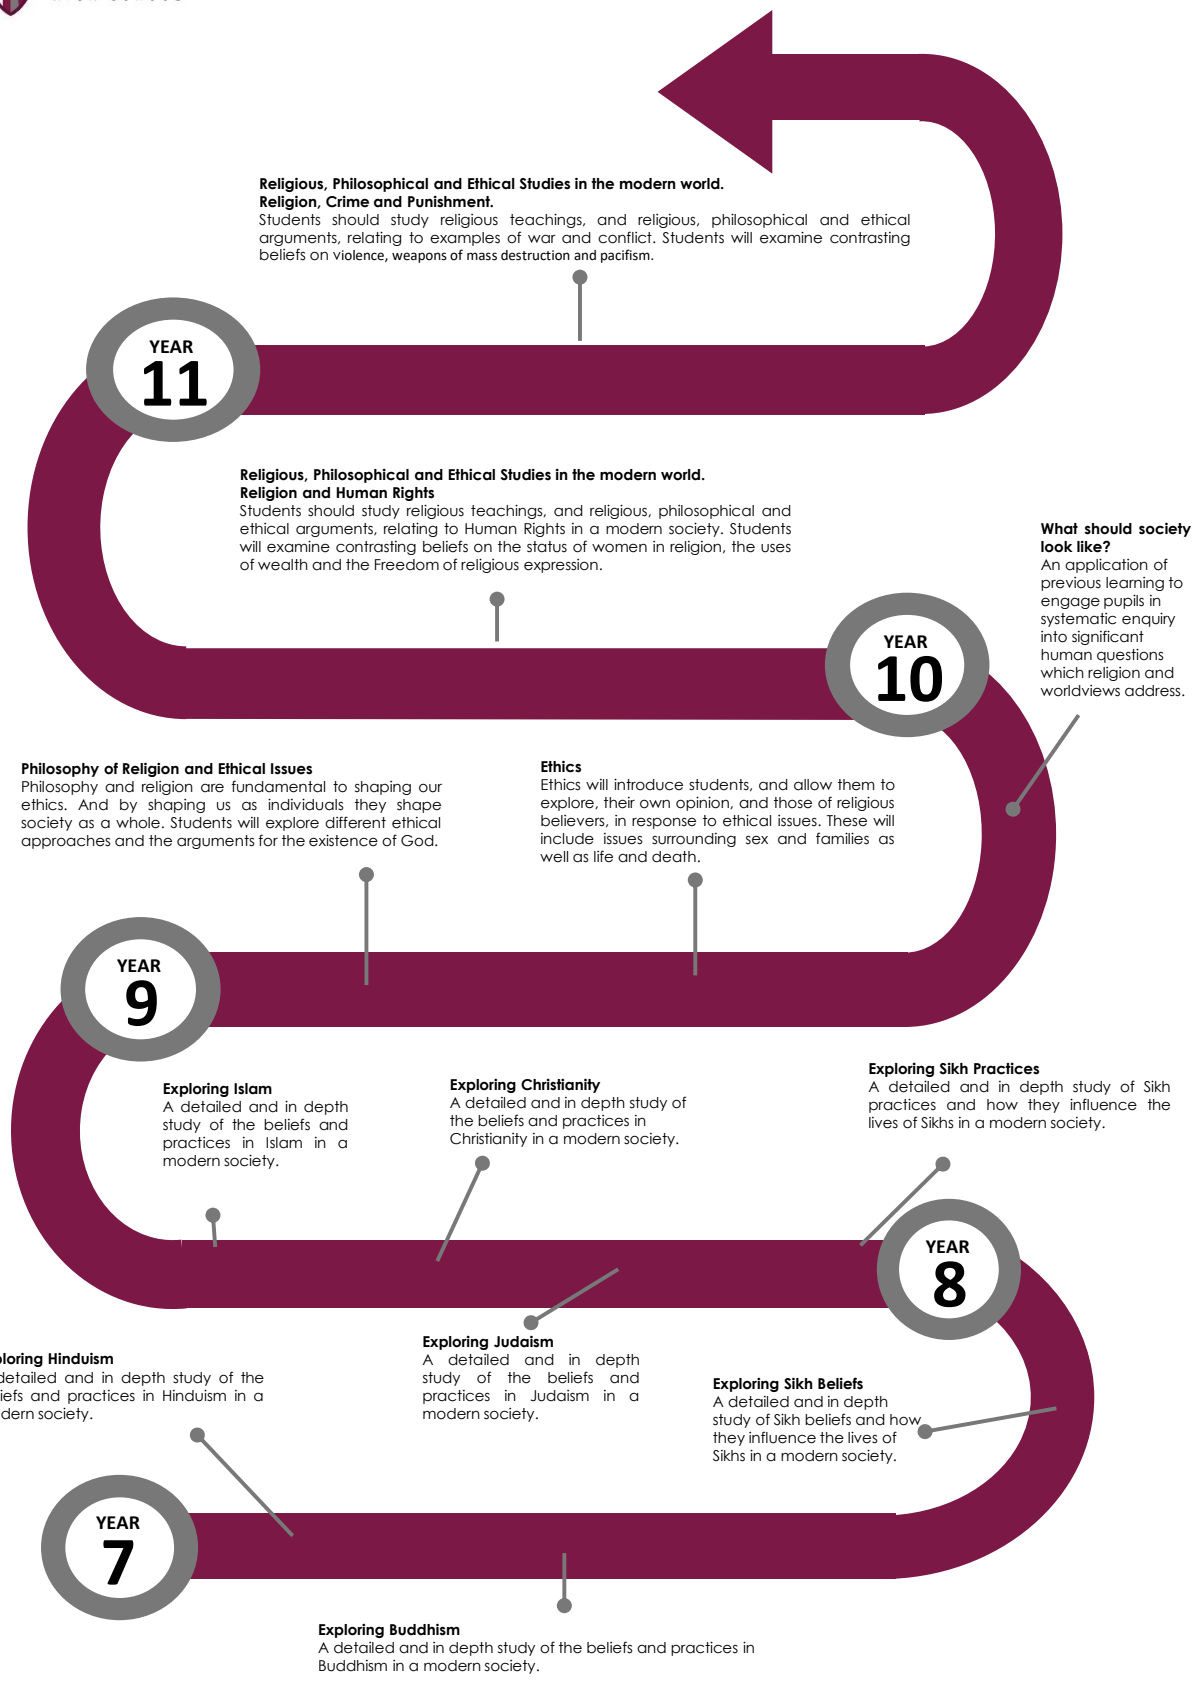 Religious, Philosophical and Ethical Studies in the modern world.
Religion, Crime and Punishment.
Students should study religious teachings, and religious, philosophical and ethical
arguments, relating to examples of war and conflict. Students will examine contrasting
beliefs on violence, weapons of mass destruction and pacifism.
YEAR
11
Religious, Philosophical and Ethical Studies in the modern world.
Religion and Human Rights
Students should study religious teachings, and religious, philosophical and
ethical arguments, relating to Human Rights in a modern society. Students
will examine contrasting beliefs on the status of women in religion, the uses
of wealth and the Freedom of religious expression.
What should society
look like?
An application of
previous learning to
engage pupils in
systematic enquiry
into significant
human questions
which religion and
worldviews address.
YEAR
10
Philosophy of Religion and Ethical Issues
Philosophy and religion are fundamental to shaping our
ethics. And by shaping us as individuals they shape
society as a whole. Students will explore different ethical
approaches and the arguments for the existence of God.
Ethics
Ethics will introduce students, and allow them to
explore, their own opinion, and those of religious
believers, in response to ethical issues. These will
include issues surrounding sex and families as
well as life and death.
YEAR
9
Exploring Islam
A detailed and in depth
study of the beliefs and
practices in Islam in a
modern society.
Exploring Christianity
A detailed and in depth study of
the beliefs and practices in
Christianity in a modern society.
Exploring Sikh Practices
A detailed and in depth study of Sikh
practices and how they influence the
lives of Sikhs in a modern society.
YEAR
8
ploring Hinduism
detailed and in depth study of the
iefs and practices in Hinduism in a
dern society.
Exploring Judaism
A detailed and in depth
study of the beliefs and
practices in Judaism in a
modern society.
Exploring Sikh Beliefs
A detailed and in depth
study of Sikh beliefs and how
they influence the lives of
Sikhs in a modern society.
YEAR
7
Exploring Buddhism
A detailed and in depth study of the beliefs and practices in
Buddhism in a modern society.